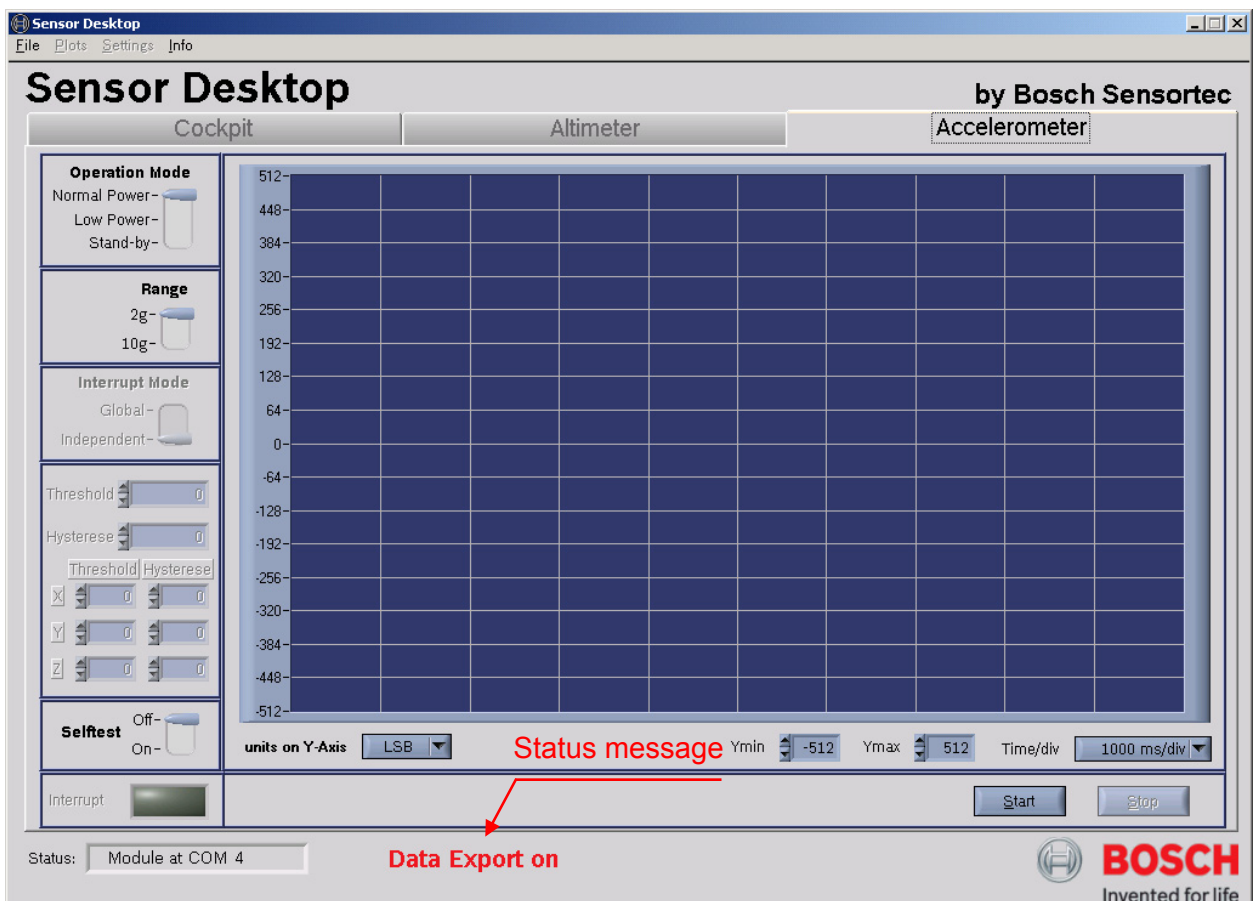 Sensor Desktop
File Plots Settings Info
Sensor Desktop
by Bosch Sensortec
Cockpit Altimeter Accelerometer
Operation Mode
Normal Power
Low Power
Stand-by
Range
2g
10g
Interrupt Mode
Global
Independent
Threshold 0
Hysterese 0
Threshold Hysterese
X 0 0
Y 0 0
Z 0 0
Selftest
Off
On
Interrupt
512
448
384
320
256
192
128
64
0
-64
-128
-192
-256
-320
-384
-448
-512
units on Y-Axis LSB Status message Ymin -512 Ymax 512 Time/div 1000 ms/div
Start Stop
Status: Module at COM 4 Data Export on
BOSCH
Invented for life